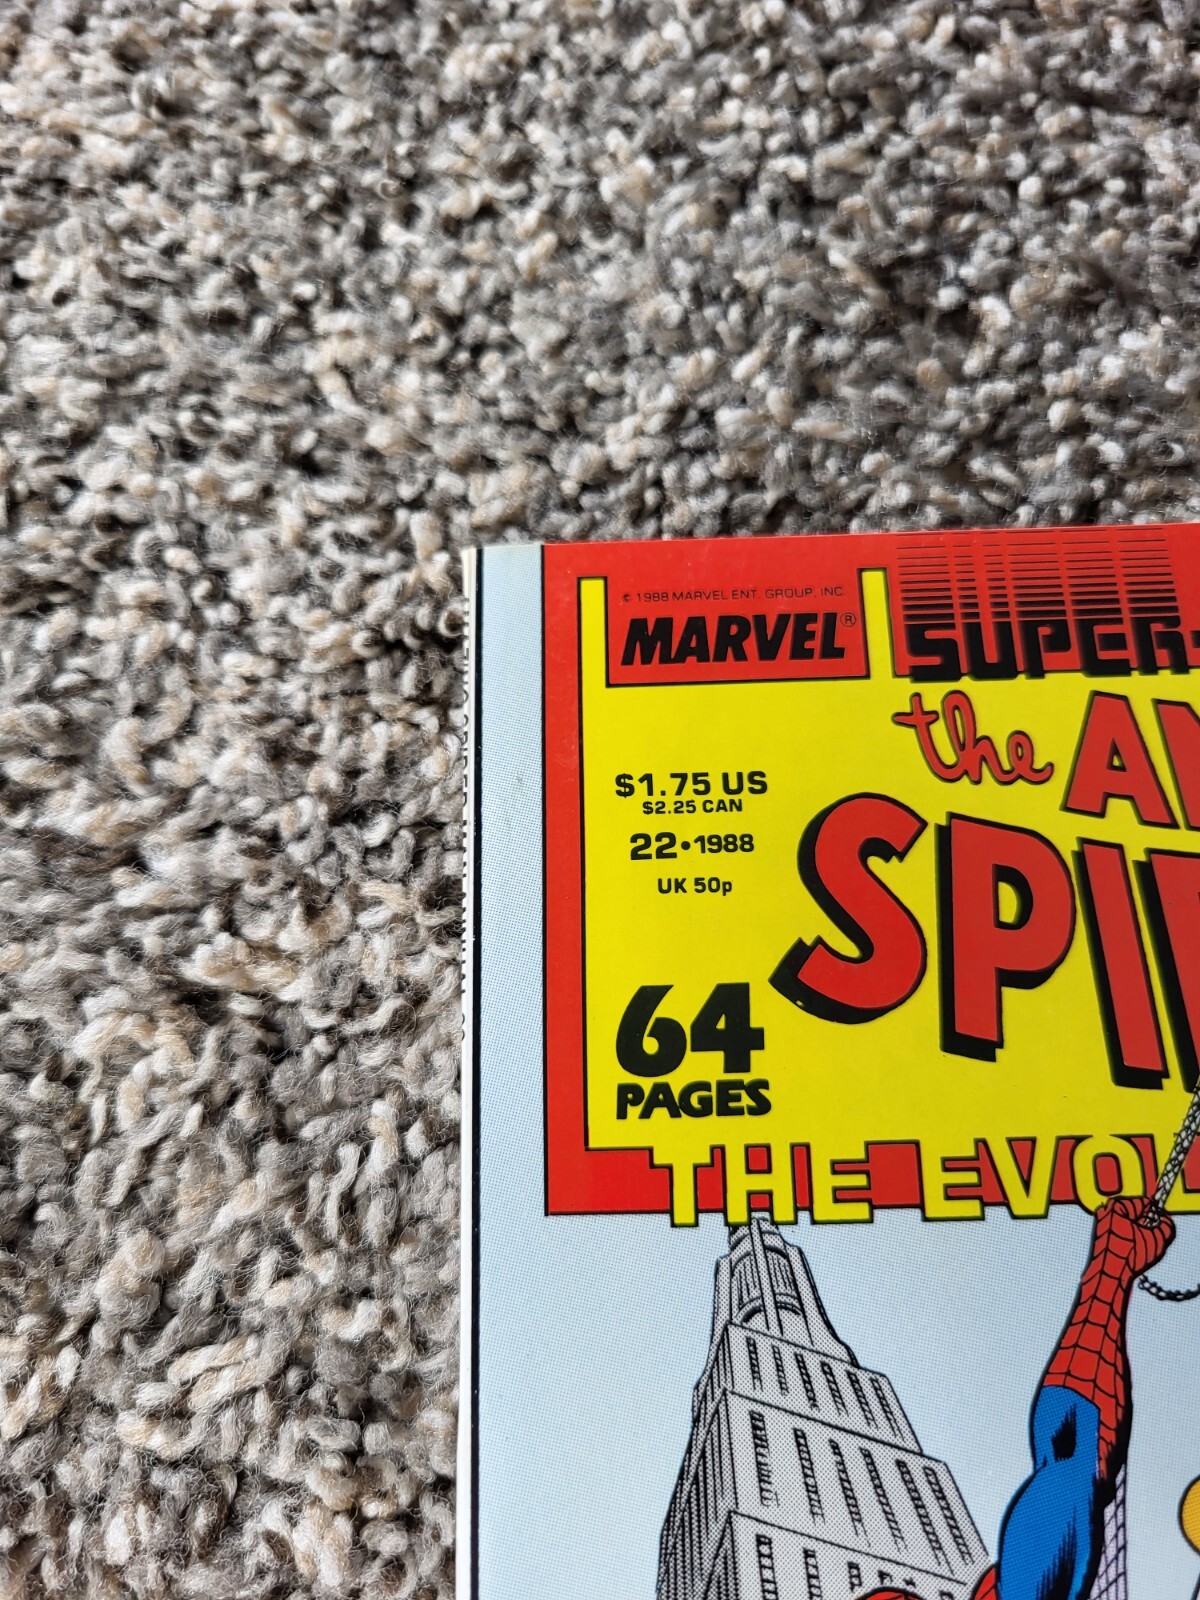 © 1988 MARVEL ENT. GROUP, INC.
MARVEL®
SUPER-
the
SPI
$1.75 US
$2.25 CAN
22•1988
UK 50p
64
PAGES
THE EVOL